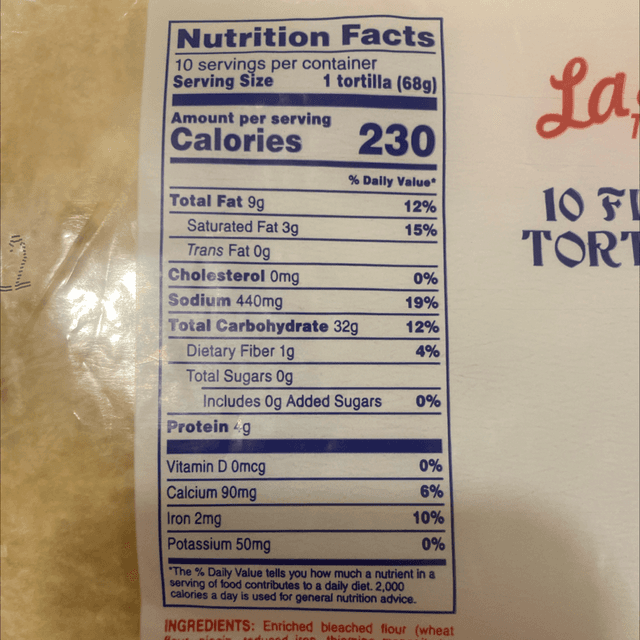 Nutrition Facts
10 servings per container
Serving Size 1 tortilla (68g)
Amount per serving
Calories 230
% Daily Value*
Total Fat 9g 12%
Saturated Fat 3g 15%
Trans Fat 0g
Cholesterol 0mg 0%
Sodium 440mg 19%
Total Carbohydrate 32g 12%
Dietary Fiber 1g 4%
Total Sugars 0g
Includes 0g Added Sugars 0%
Protein 4g
Vitamin D 0mcg 0%
Calcium 90mg 6%
Iron 2mg 10%
Potassium 50mg 0%
*The % Daily Value tells you how much a nutrient in a
serving of food contributes to a daily diet. 2,000
calories a day is used for general nutrition advice.
INGREDIENTS: Enriched bleached flour (wheat
La
10 FL
TORT